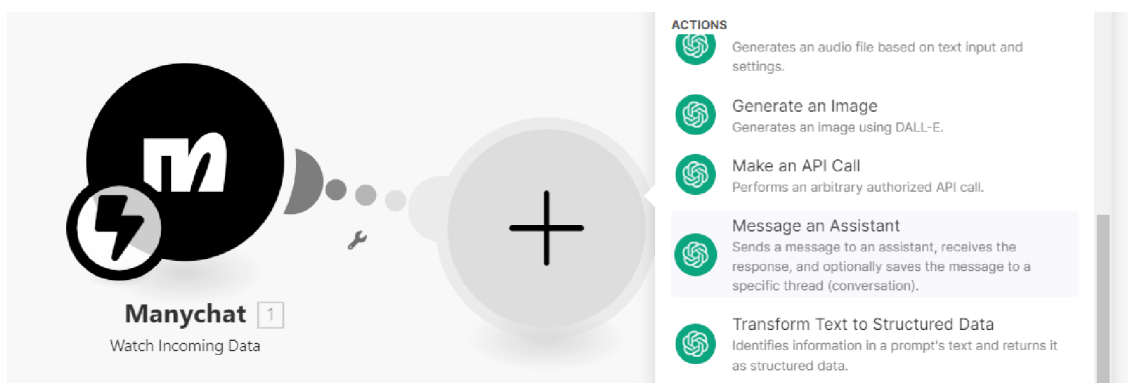 ACTIONS
Generates an audio file based on text input and
settings.
Generate an Image
Generates an image using DALL-E.
Make an API Call
Performs an arbitrary authorized API call.
Message an Assistant
Sends a message to an assistant, receives the
response, and optionally saves the message to a
specific thread (conversation).
Transform Text to Structured Data
Identifies information in a prompt's text and returns it
as structured data.
Manychat 1
Watch Incoming Data